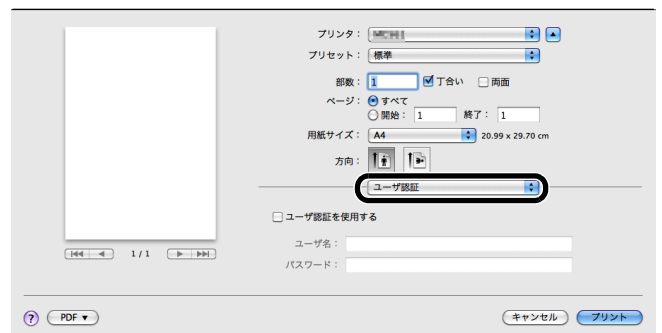 プリンタ：
プリセット： 標準
部数： 1 丁合い 両面
ページ： すべて
開始： 1 終了： 1
用紙サイズ： A4 20.99 x 29.70 cm
方向：
ユーザ認証
ユーザ認証を使用する
ユーザ名：
パスワード：
1 / 1
? PDF キャンセル プリント